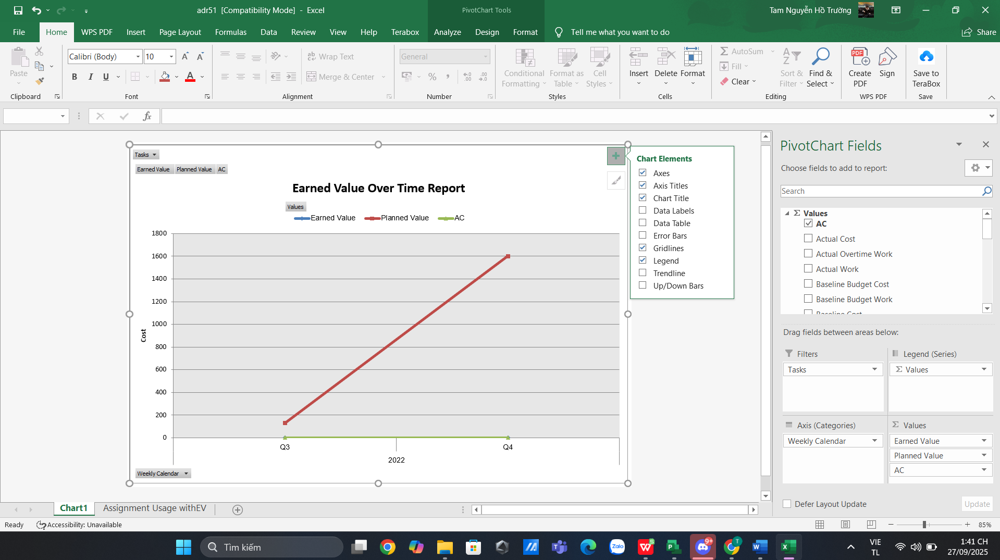 adr51 [Compatibility Mode] - Excel
PivotChart Tools
Tam Nguyễn Hồ Trường
File
Home
WPS PDF
Insert
Page Layout
Formulas
Data
Review
View
Help
Terabox
Analyze
Design
Format
Tell me what you want to do
Share
Paste
Calibri (Body)
10
B I U
Wrap Text
Merge & Center
General
Conditional Formatting
Format as Table
Cell Styles
Insert
Delete
Format
AutoSum
Fill
Clear
Sort & Filter
Find & Select
Create PDF
Sign
Save to TeraBox
Clipboard
Font
Alignment
Number
Styles
Cells
Editing
WPS PDF
Save
fx
Tasks
Earned Value
Planned Value
AC
Earned Value Over Time Report
Values
Earned Value
Planned Value
AC
1800
1600
1400
1200
1000
800
600
400
200
0
Cost
Q3
Q4
2022
Weekly Calendar
Chart Elements
Axes
Axis Titles
Chart Title
Data Labels
Data Table
Error Bars
Gridlines
Legend
Trendline
Up/Down Bars
PivotChart Fields
Choose fields to add to report:
Search
Σ Values
AC
Actual Cost
Actual Overtime Work
Actual Work
Baseline Budget Cost
Baseline Budget Work
Baseline Cost
Drag fields between areas below:
Filters
Tasks
Legend (Series)
Σ Values
Axis (Categories)
Weekly Calendar
Σ Values
Earned Value
Planned Value
AC
Defer Layout Update
Update
Chart1
Assignment Usage withEV
Ready
Accessibility: Unavailable
85%
Tìm kiếm
Zalo
9+
VIE
TL
1:41 CH
27/09/2025